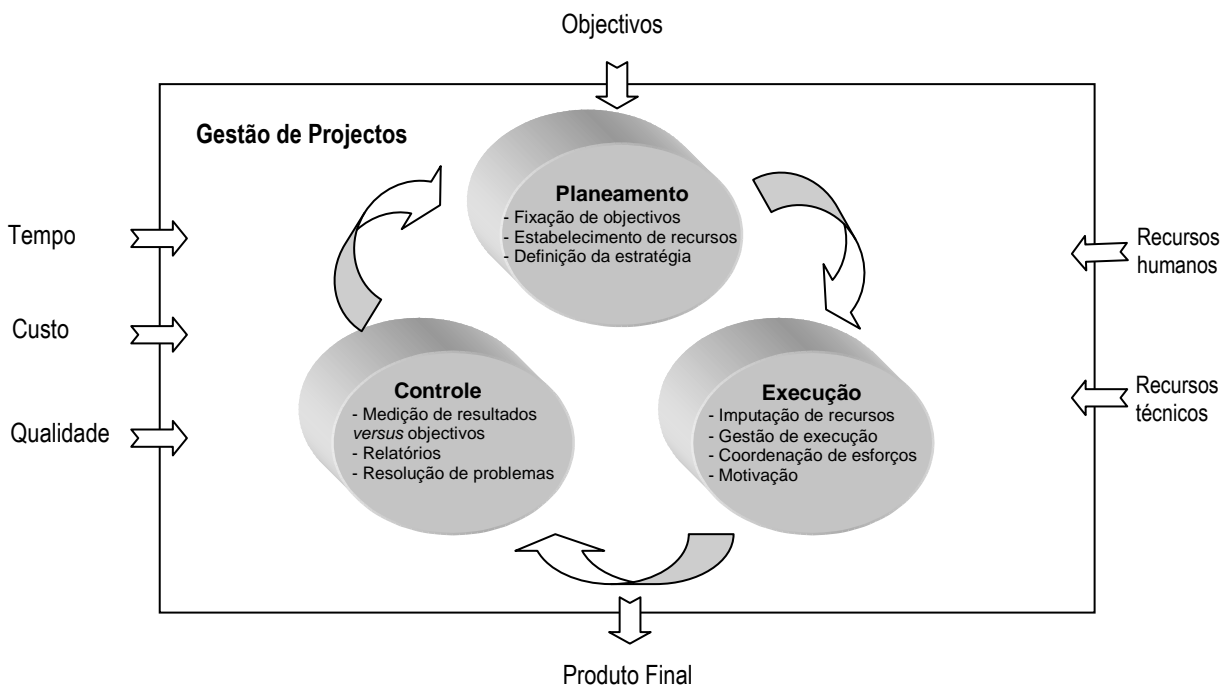 Objectivos
Gestão de Projectos
Planeamento
- Fixação de objectivos
- Estabelecimento de recursos
- Definição da estratégia
Tempo
Custo
Qualidade
Recursos
humanos
Recursos
técnicos
Controle
- Medição de resultados
versus objectivos
- Relatórios
- Resolução de problemas
Execução
- Imputação de recursos
- Gestão de execução
- Coordenação de esforços
- Motivação
Produto Final